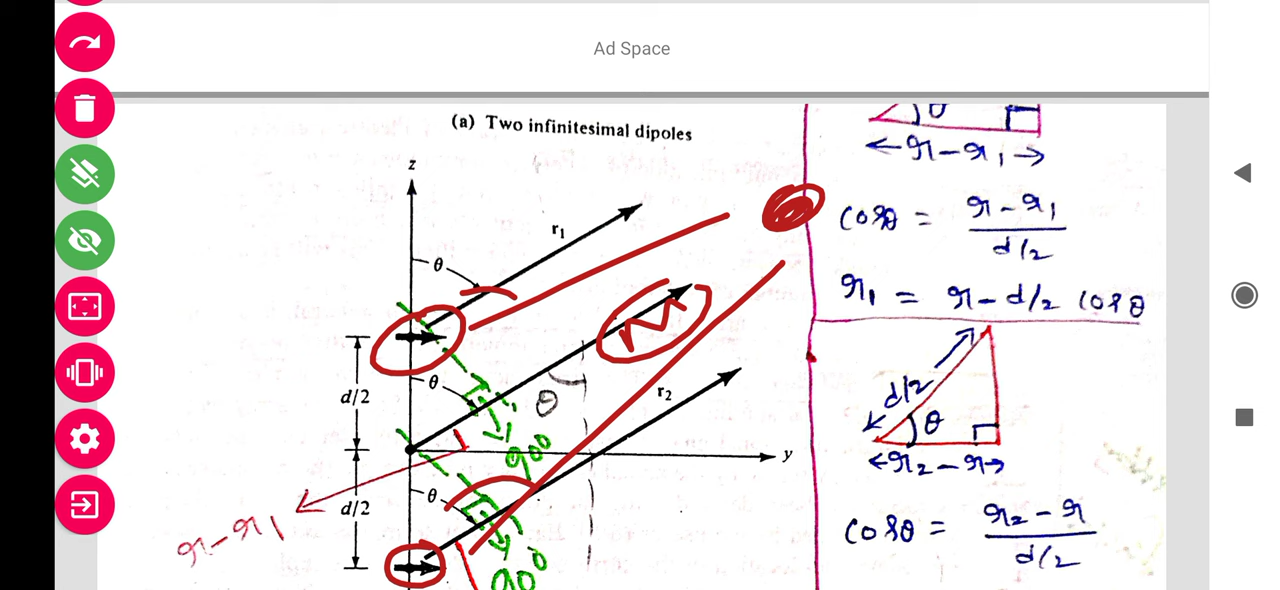 Ad Space
(a) Two infinitesimal dipoles
z
r1
θ
θ
θ
r2
d/2
θ
90°
y
d/2
r-r1
90°
θ
←r-r1→
cosθ = r-r1 / d/2
r1 = r-d/2 cosθ
d/2
θ
←r2-r→
cosθ = r2-r / d/2